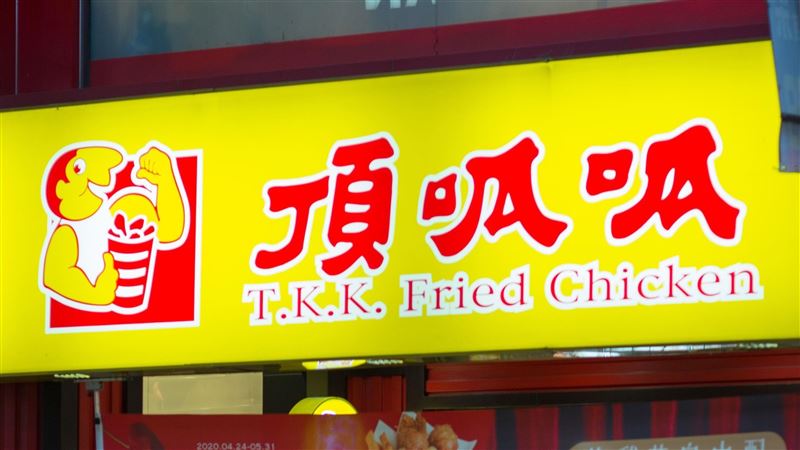 頂呱呱
T.K.K. Fried Chicken
2020.04.24-05.31